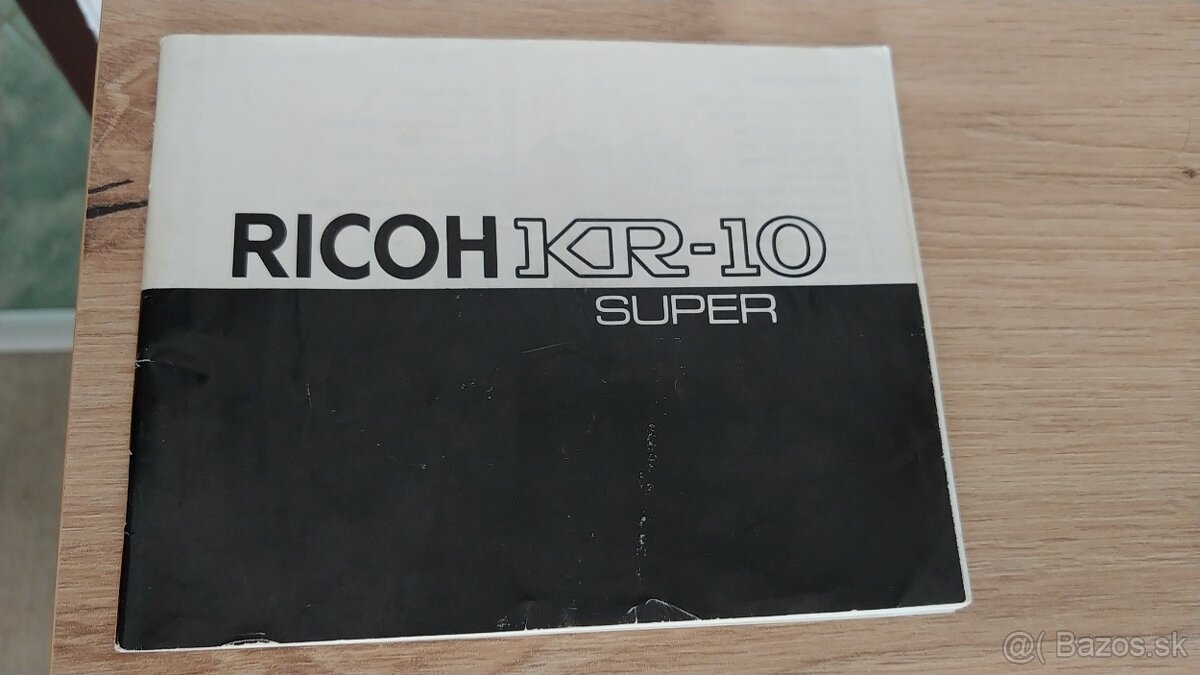 RICOH KR-10
SUPER
@( Bazos.sk